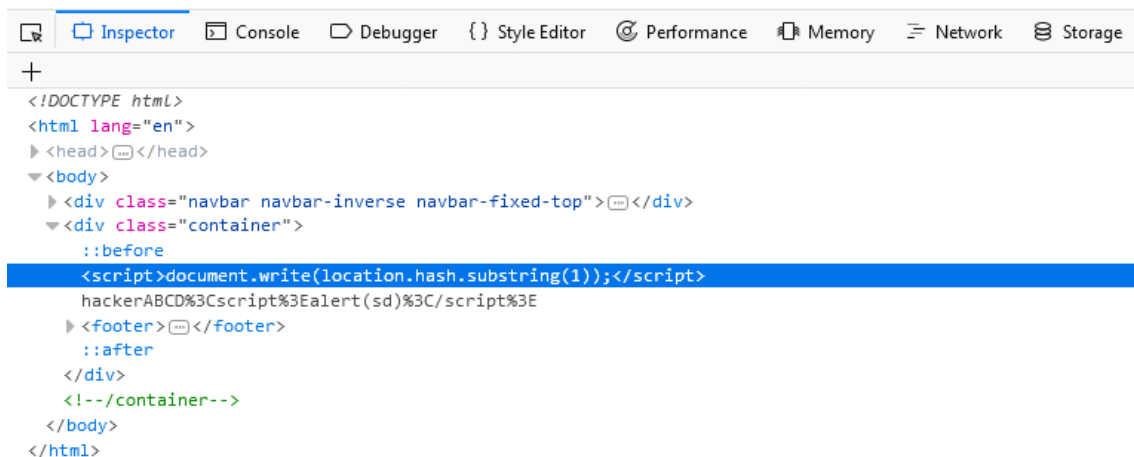 Inspector Console Debugger { } Style Editor Performance Memory Network Storage
+
<!DOCTYPE html>
<html lang="en">
<head>…</head>
<body>
<div class="navbar navbar-inverse navbar-fixed-top">…</div>
<div class="container">
::before
<script>document.write(location.hash.substring(1));</script>
hackerABCD%3Cscript%3Ealert(sd)%3C/script%3E
<footer>…</footer>
::after
</div>
<!--/container-->
</body>
</html>